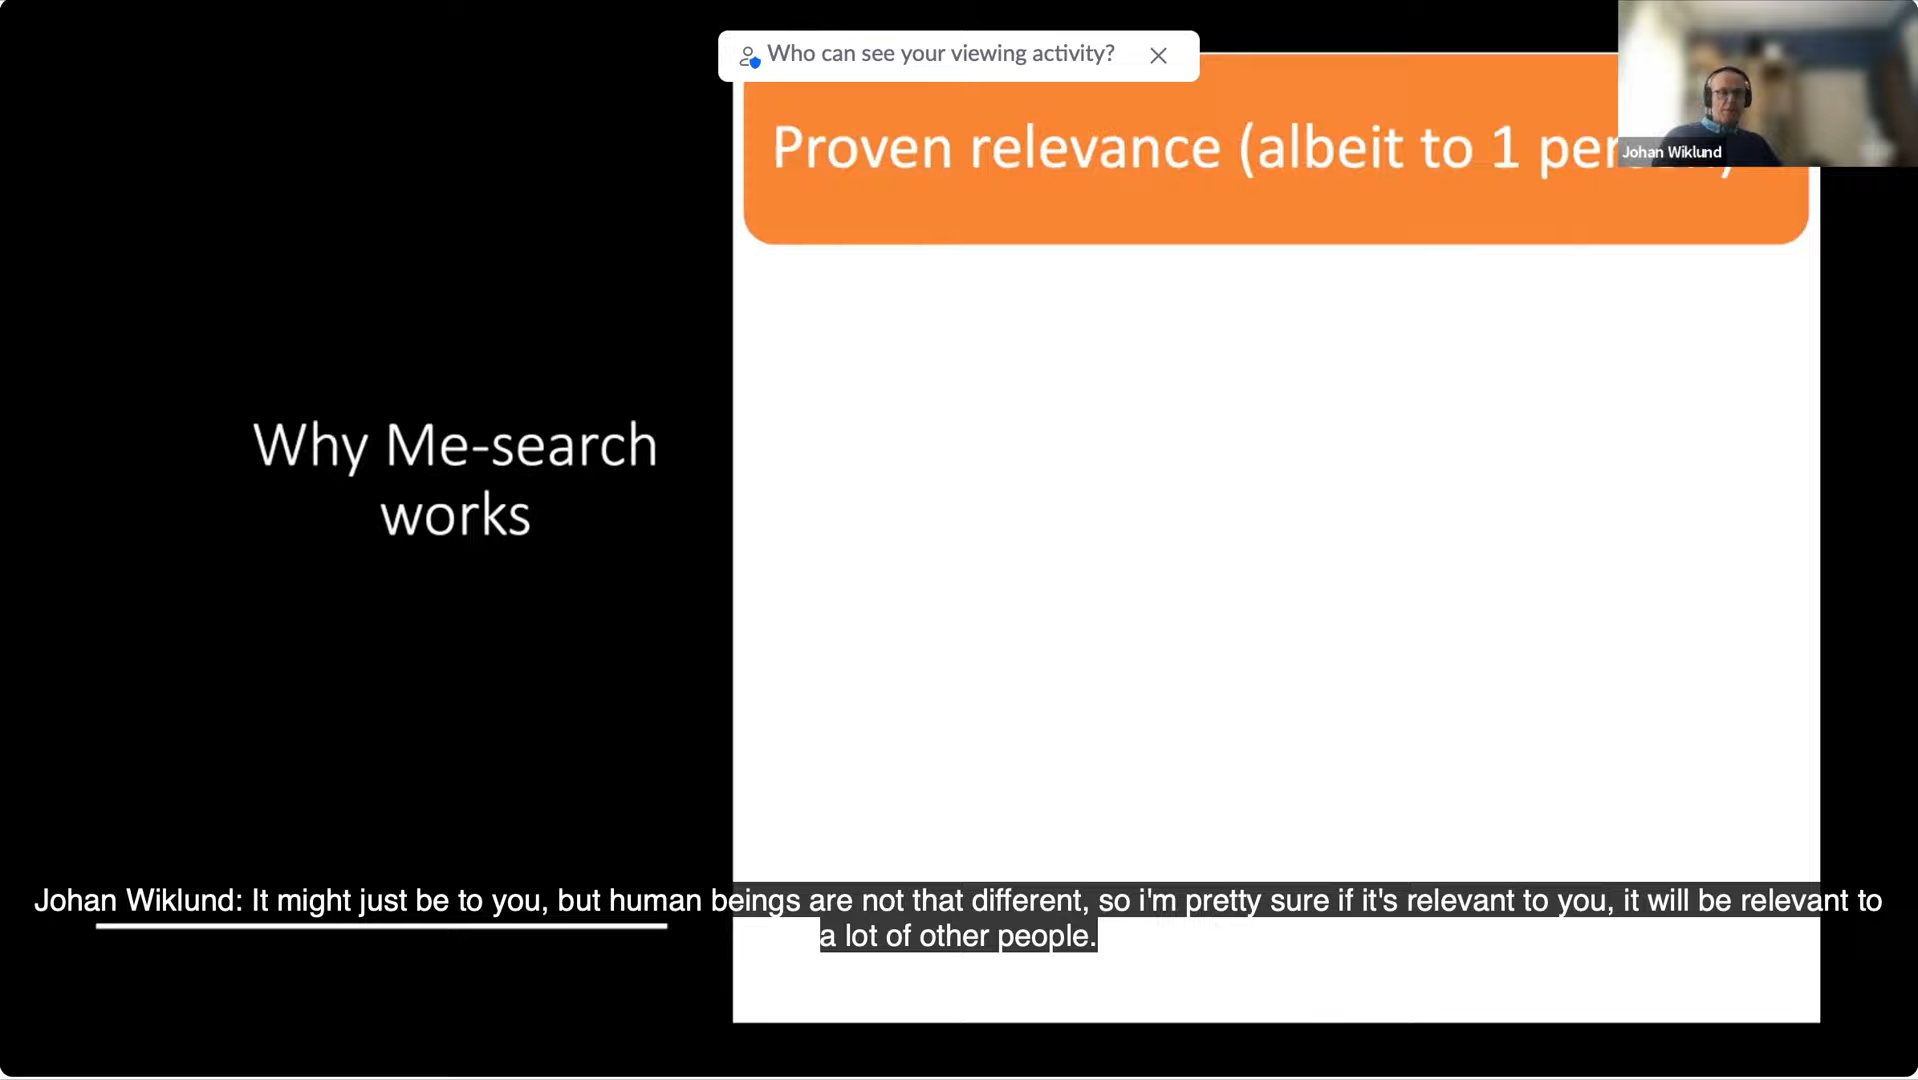 Who can see your viewing activity?
Proven relevance (albeit to 1
Johan Wiklund
Why Me-search
works
Johan Wiklund: It might just be to you, but human beings are not that different, so i'm pretty sure if it's relevant to you, it will be relevant to
a lot of other people.